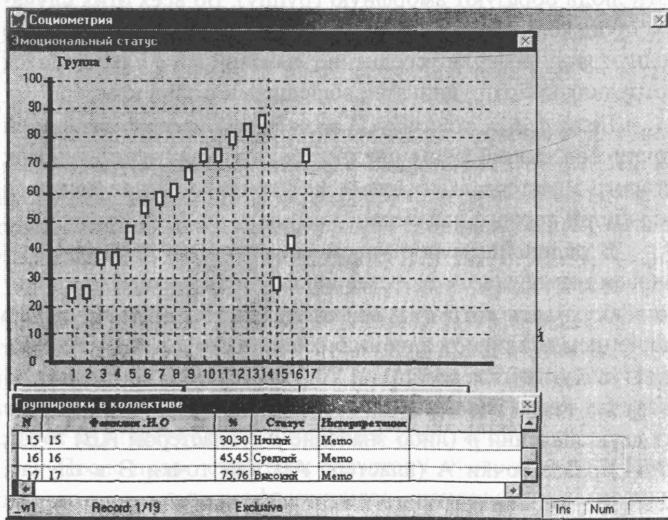 Социометрия
Эмоциональный статус
Группа *
100
90
80
70
60
50
40
30
20
10
0
1 2 3 4 5 6 7 8 9 10 11 12 13 14 15 16 17
й
Группировки в коллективе
N Фамилия .И.О % Статус Интерпретация
15 15 30,30 Низкий Memo
16 16 45,45 Средний Memo
17 17 75,76 Высокий Memo
_vr1 Record: 1/19 Exclusive Ins Num